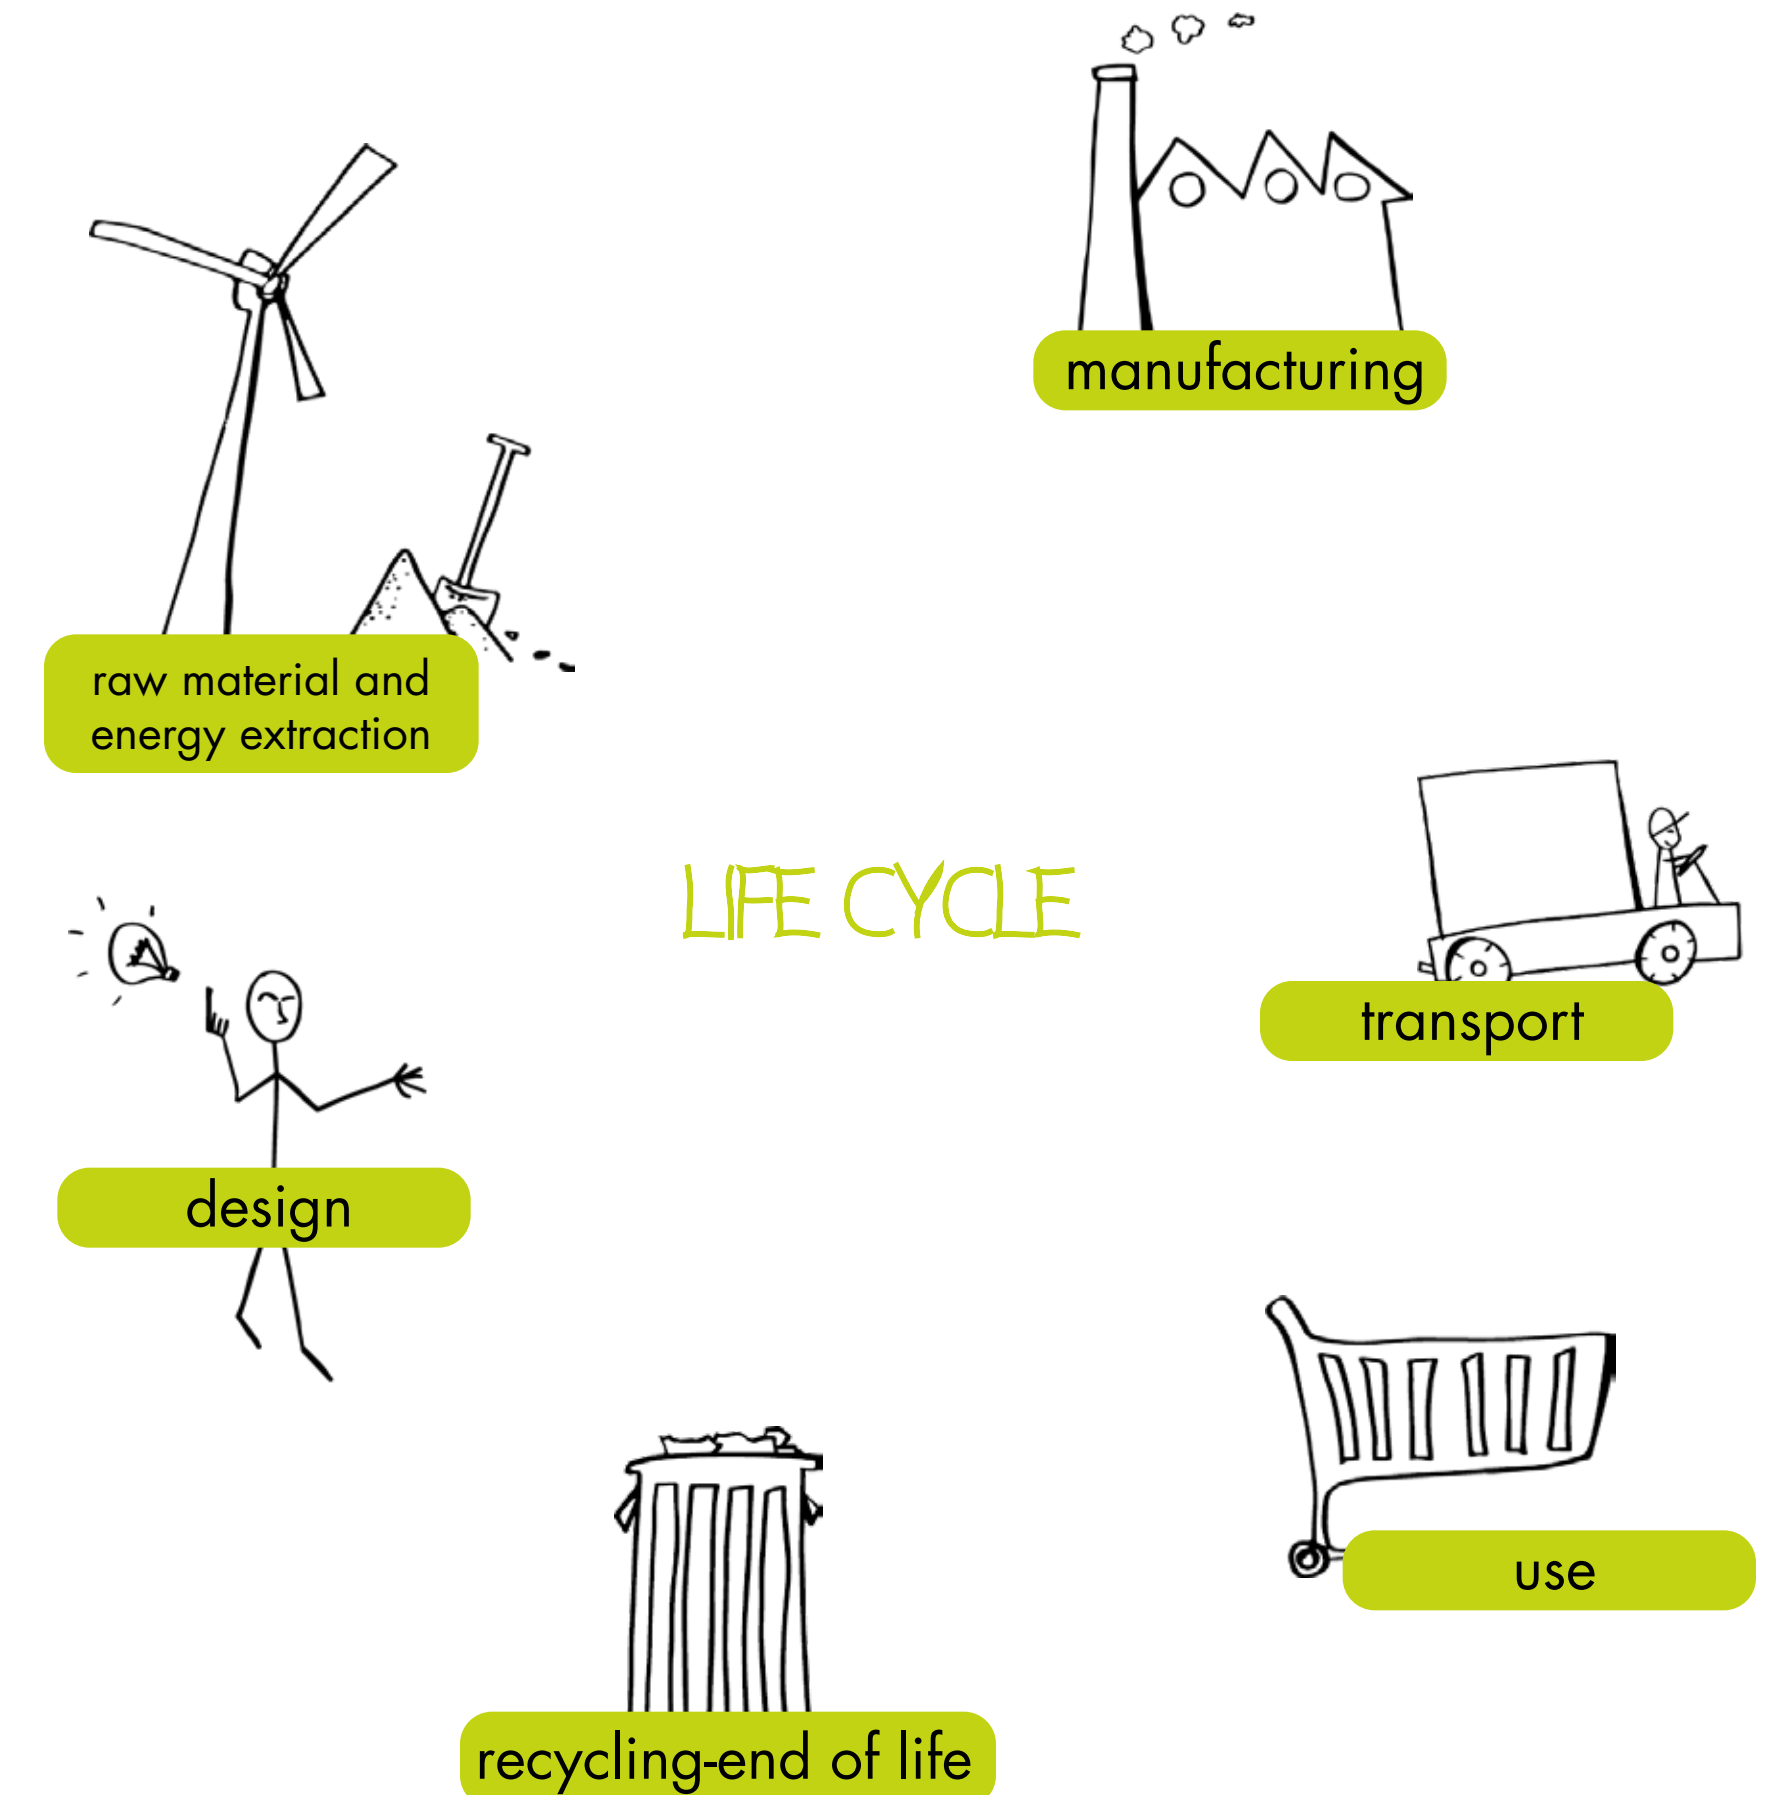 manufacturing
raw material and
energy extraction
LIFE CYCLE
transport
design
use
recycling-end of life